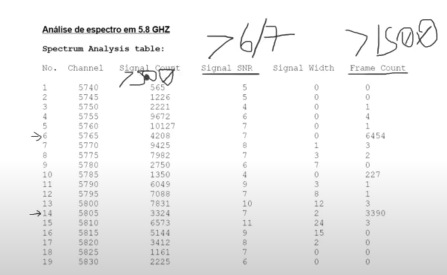 Análise de espectro em 5.8 GHZ
>6/7
>1500
Spectrum Analysis table:
No. Channel Signal Count Signal SNR Signal Width Frame Count
1 5740 565 5 0 0
2 5745 1226 5 0 0
3 5750 2221 4 0 1
4 5755 9672 6 0 4
5 5760 10127 7 0 1
6 5765 4208 7 0 6454
7 5770 9425 8 1 3
8 5775 7982 7 3 2
9 5780 2750 6 7 0
10 5785 1350 4 0 227
11 5790 6049 9 3 1
12 5795 7088 7 8 1
13 5800 7831 10 12 3
14 5805 3324 7 2 3390
15 5810 6573 11 24 3
16 5815 5144 9 15 0
17 5820 3412 8 2 0
18 5825 1161 7 0 0
19 5830 2225 6 0 0